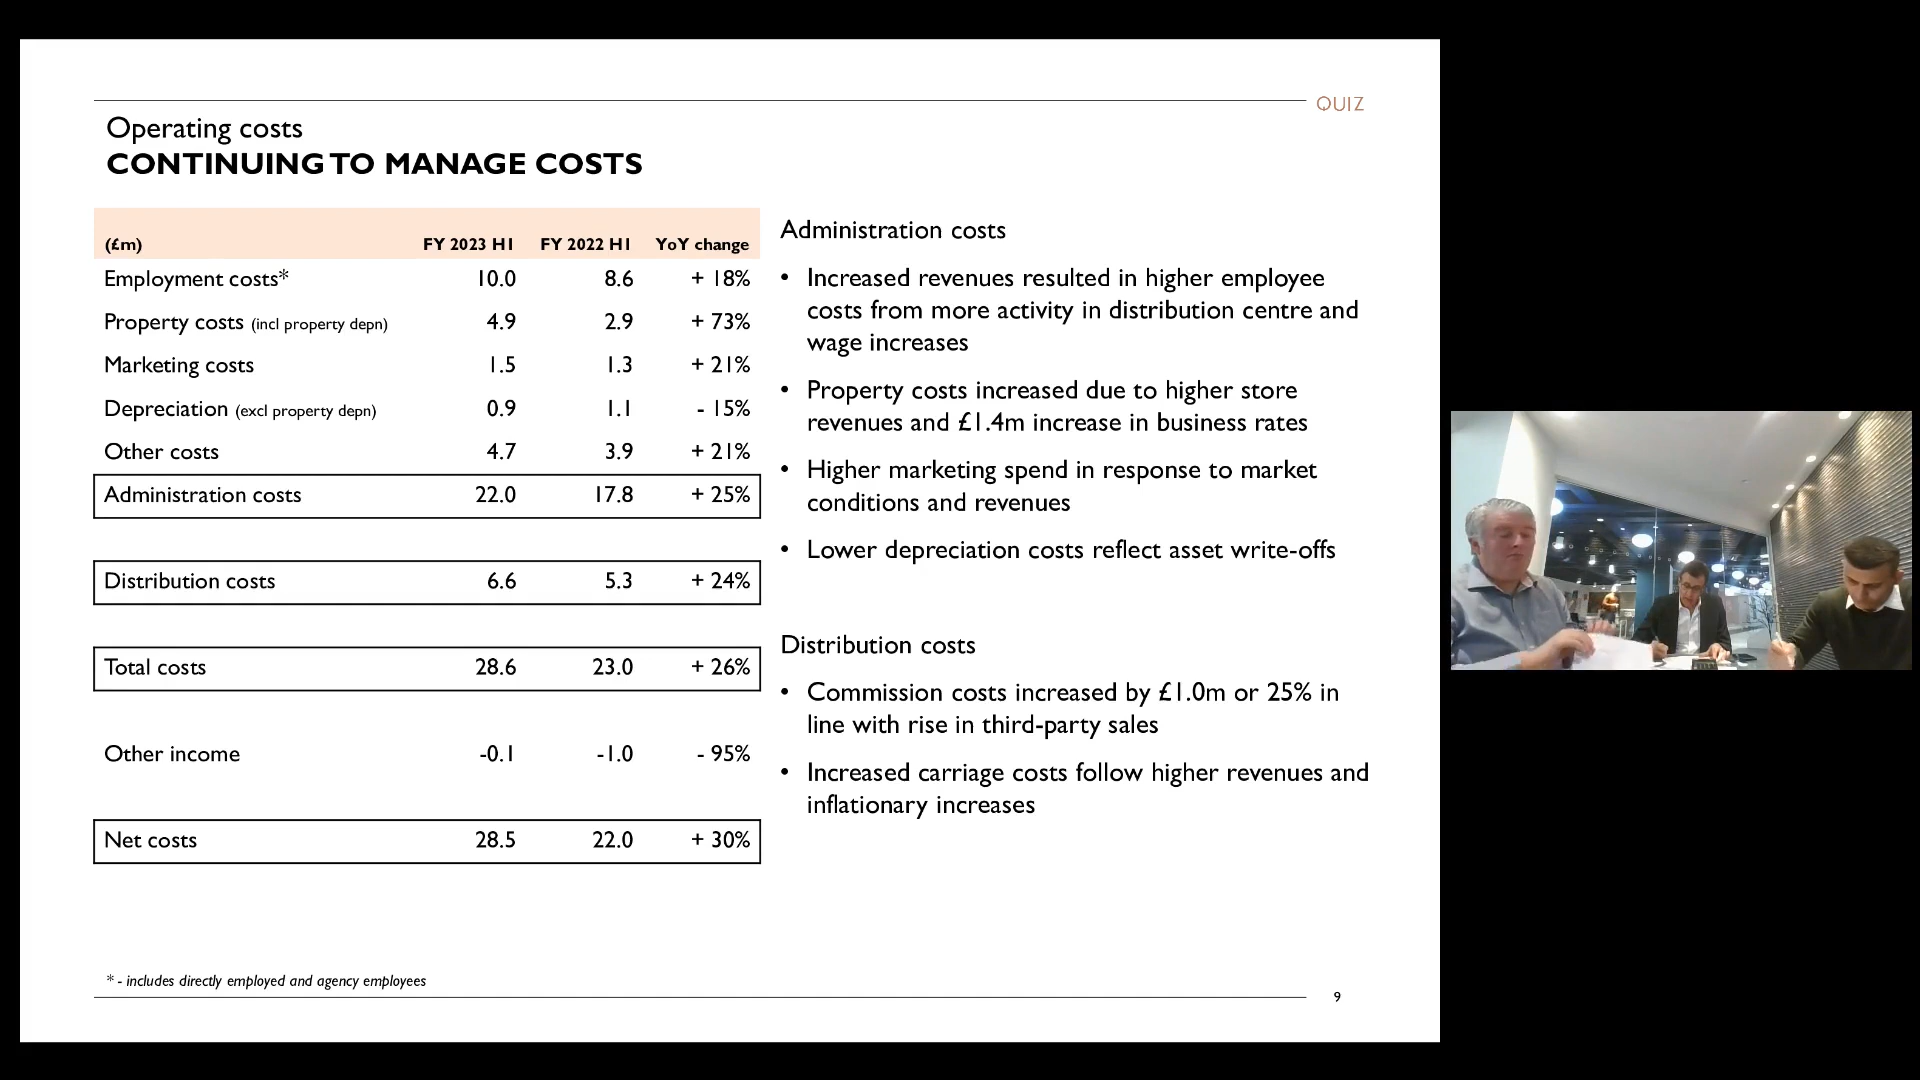 QUIZ
Operating costs
CONTINUING TO MANAGE COSTS
(£m) FY 2023 H1 FY 2022 H1 YoY change
Employment costs* 10.0 8.6 + 18%
Property costs (incl property depn) 4.9 2.9 + 73%
Marketing costs 1.5 1.3 + 21%
Depreciation (excl property depn) 0.9 1.1 - 15%
Other costs 4.7 3.9 + 21%
Administration costs 22.0 17.8 + 25%
Distribution costs 6.6 5.3 + 24%
Total costs 28.6 23.0 + 26%
Other income -0.1 -1.0 - 95%
Net costs 28.5 22.0 + 30%
Administration costs
• Increased revenues resulted in higher employee
costs from more activity in distribution centre and
wage increases
• Property costs increased due to higher store
revenues and £1.4m increase in business rates
• Higher marketing spend in response to market
conditions and revenues
• Lower depreciation costs reflect asset write-offs
Distribution costs
• Commission costs increased by £1.0m or 25% in
line with rise in third-party sales
• Increased carriage costs follow higher revenues and
inflationary increases
* - includes directly employed and agency employees
9